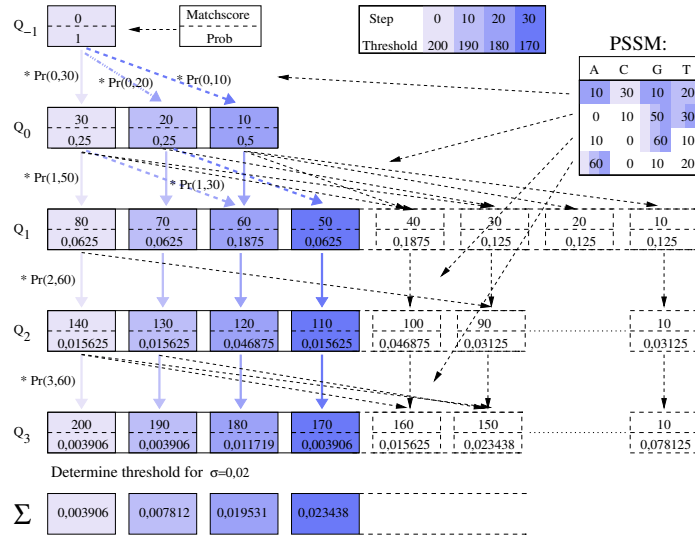 Q-1
0
1
Matchscore
Prob
Step 0 10 20 30
Threshold 200 190 180 170
PSSM:
A C G T
10 30 10 20
0 10 50 30
10 0 60 10
60 0 10 20
* Pr(0,30)
* Pr(0,20)
* Pr(0,10)
Q0
30 20 10
0,25 0,25 0,5
* Pr(1,50)
* Pr(1,30)
Q1
80 70 60 50 40 30 20 10
0,0625 0,0625 0,1875 0,0625 0,1875 0,125 0,125 0,125
* Pr(2,60)
Q2
140 130 120 110 100 90 10
0,015625 0,015625 0,046875 0,015625 0,046875 0,03125 0,03125
* Pr(3,60)
Q3
200 190 180 170 160 150 10
0,003906 0,003906 0,011719 0,003906 0,015625 0,023438 0,078125
Determine threshold for σ=0,02
Σ 0,003906 0,007812 0,019531 0,023438